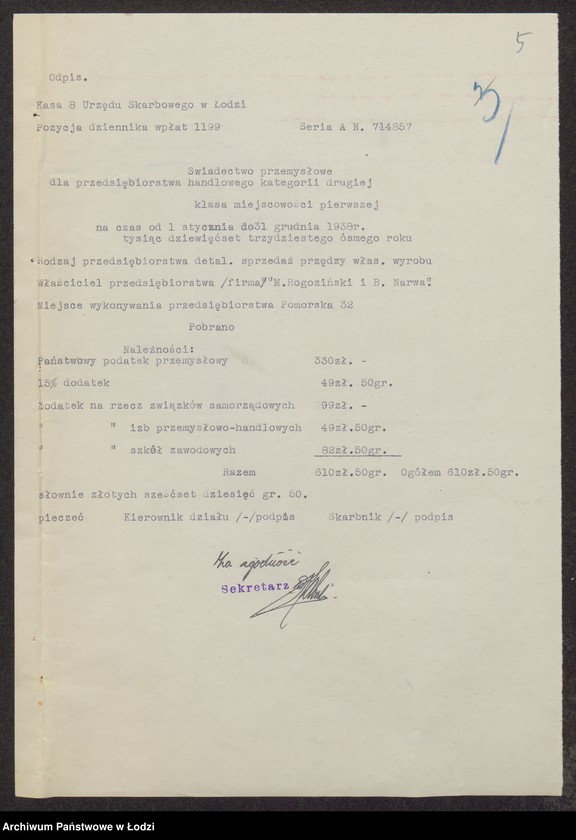 5
Odpis.
Kasa 8 Urzędu Skarbowego w Łodzi
Pozycja dziennika wpłat 1199 Seria A N. 714857
Swiadectwo przemysłowe
dla przedsiębiorstwa handlowego kategorii drugiej
klasa miejscowości pierwszej
na czas od 1 stycznia do31 grudnia 1938r.
tysiąc dziewięćset trzydziestego ósmego roku
Rodzaj przedsiębiorstwa detal. sprzedaż przędzy włas. wyrobu
Właściciel przedsiębiorstwa /firma/ "M.Rogoziński i B. Narwa".
Miejsce wykonywania przedsiębiorstwa Pomorska 32
Pobrano
Należności:
Państwowy podatek przemysłowy 330zł. -
15% dodatek 49zł. 50gr.
Dodatek na rzecz związków samorządowych 99zł. -
" " izb przemysłowo-handlowych 49zł.50gr.
" " szkół zawodowych 82zł.50gr.
Razem 610zł.50gr. Ogółem 610zł.50gr.
słownie złotych sześćset dziesięć gr. 50.
pieczeć Kierownik działu /-/podpis Skarbnik /-/ podpis
Na zgodność
Sekretarz
Archiwum Państwowe w Łodzi